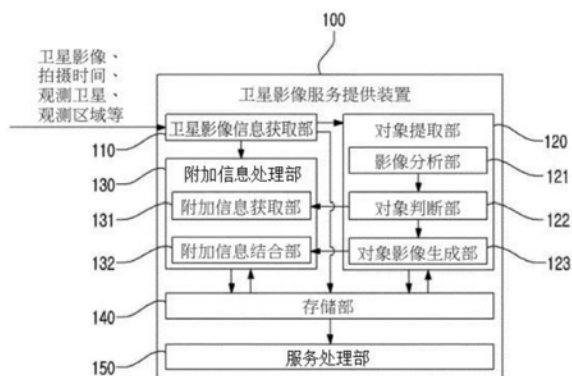 100
卫星影像、
拍摄时间、
观测卫星、
观测区域等
卫星影像服务提供装置
卫星影像信息获取部
110
对象提取部
120
影像分析部
121
130
附加信息处理部
131
附加信息获取部
对象判断部
122
132
附加信息结合部
对象影像生成部
123
140
存储部
150
服务处理部